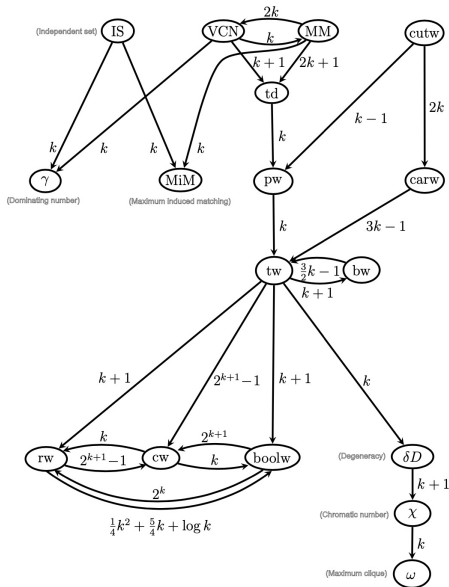 2k
(Independent set) IS VCN MM cutw
k
k + 1 2k + 1
td
2k
k − 1
k k k k k
γ MiM pw carw
(Dominating number) (Maximum induced matching)
k 3k − 1
tw 3/2k − 1 bw
k + 1
k + 1 2^{k+1}−1 k + 1 k
k 2^{k+1}
rw cw boolw (Degeneracy) δD
2^{k+1}−1 k
k + 1
2^k
(Chromatic number) χ
1/4k^2 + 5/4k + log k
k
(Maximum clique) ω